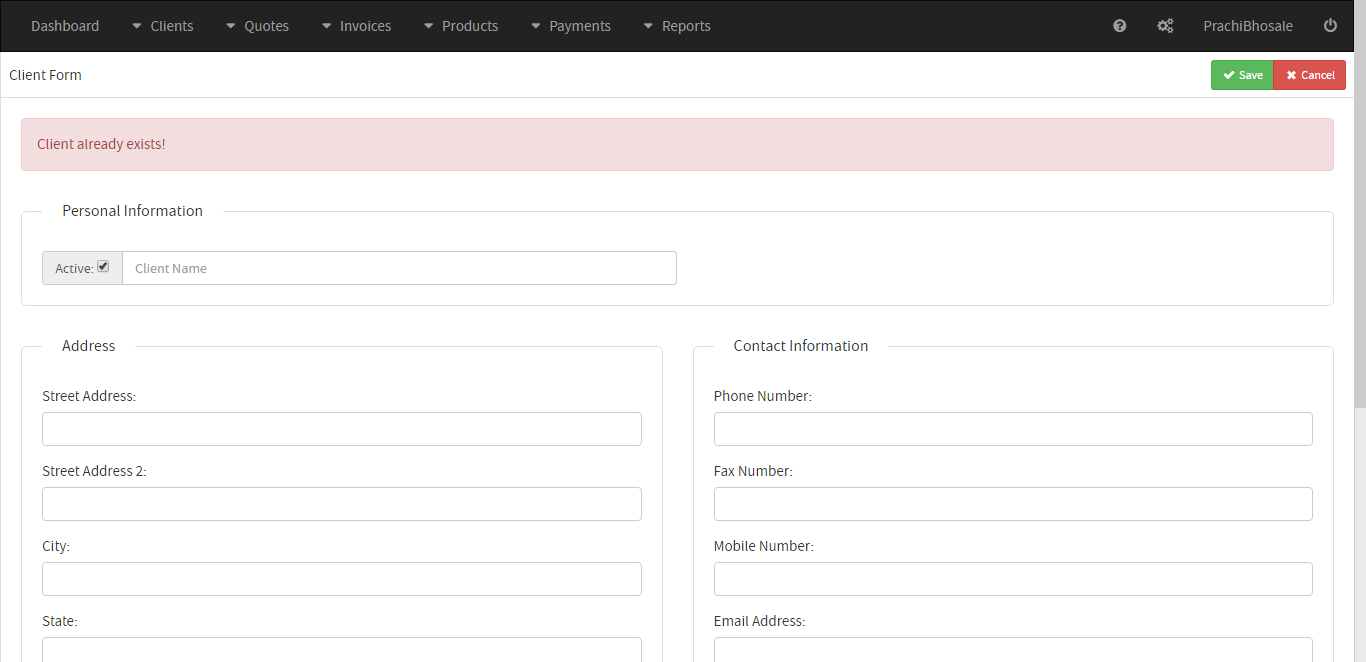 Dashboard Clients Quotes Invoices Products Payments Reports PrachiBhosale
Client Form Save Cancel
Client already exists!
Personal Information
Active: Client Name
Address Contact Information
Street Address: Phone Number:
Street Address 2: Fax Number:
City: Mobile Number:
State: Email Address: